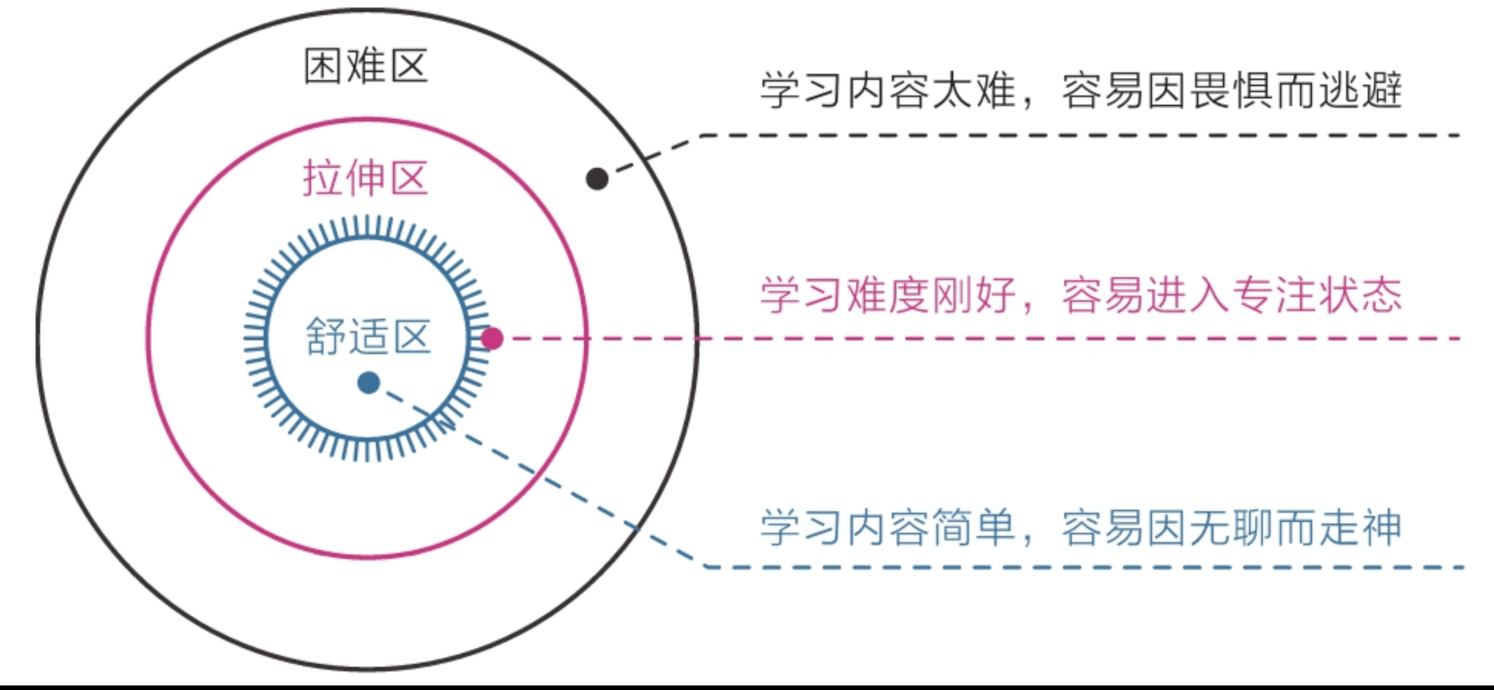 困难区
学习内容太难，容易因畏惧而逃避
拉伸区
学习难度刚好，容易进入专注状态
舒适区
学习内容简单，容易因无聊而走神